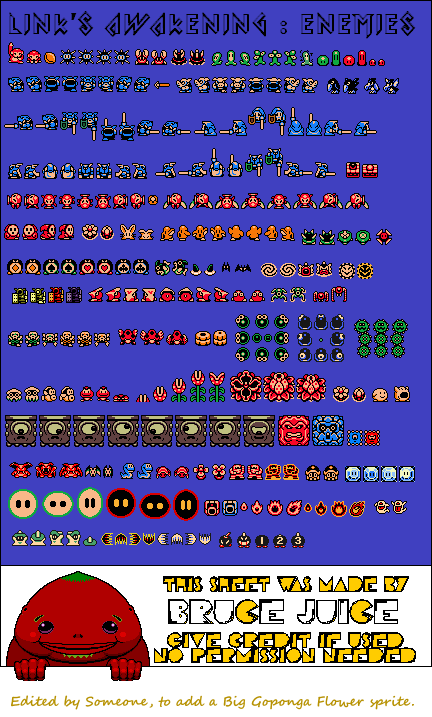 LINK'S AWAKENING : ENEMIES
THIS SHEET WAS MADE BY
BRUCE JUICE
GIVE CREDIT IF USED
NO PERMISSION NEEDED
Edited by Someone, to add a Big Goponga Flower sprite.